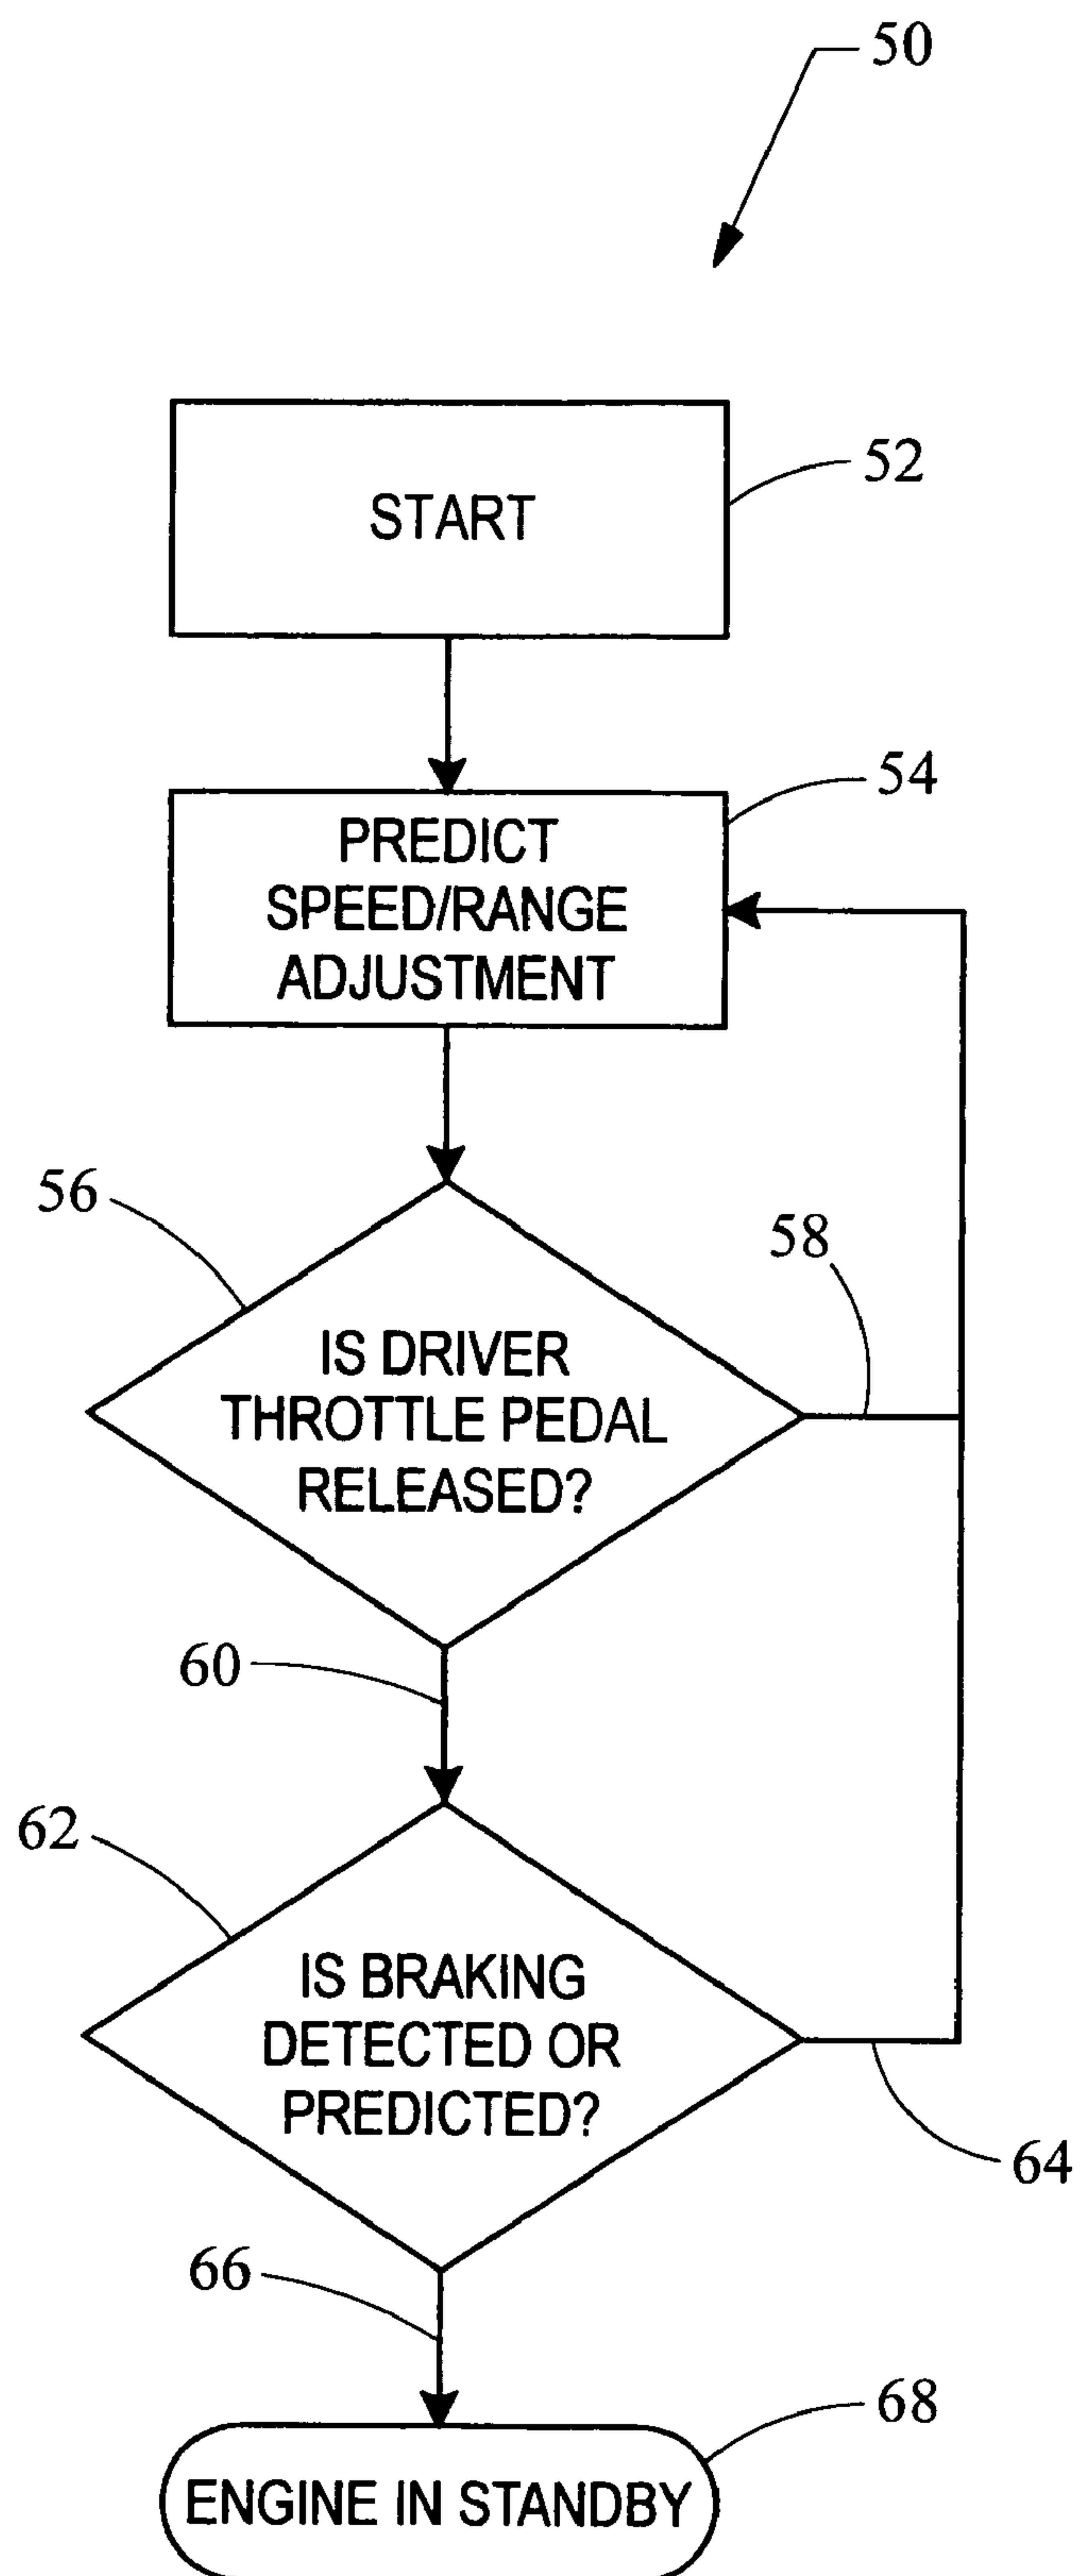 50
START
52
54
PREDICT
SPEED/RANGE
ADJUSTMENT
56
58
IS DRIVER
THROTTLE PEDAL
RELEASED?
60
62
IS BRAKING
DETECTED OR
PREDICTED?
64
66
68
ENGINE IN STANDBY